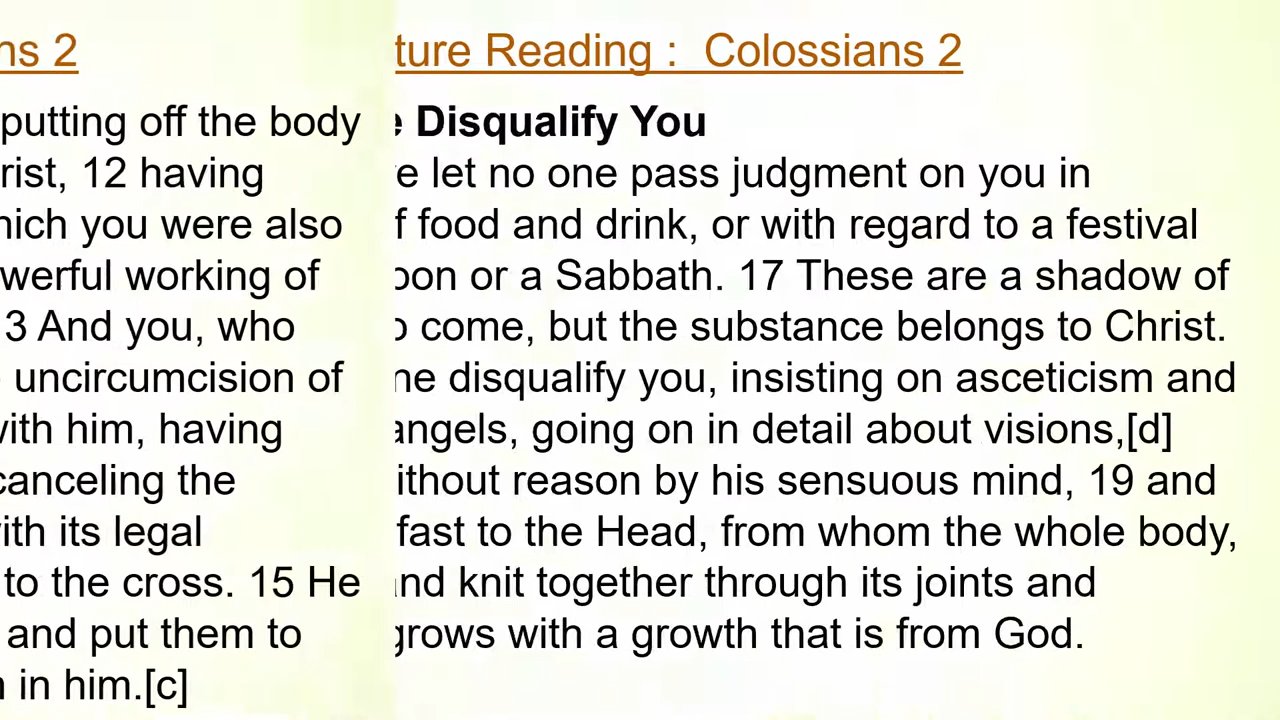 ns 2
putting off the body
rist, 12 having
hich you were also
werful working of
3 And you, who
uncircumcision of
with him, having
canceling the
with its legal
to the cross. 15 He
and put them to
in him.[c]
ture Reading : Colossians 2
e Disqualify You
e let no one pass judgment on you in
f food and drink, or with regard to a festival
oon or a Sabbath. 17 These are a shadow of
o come, but the substance belongs to Christ.
ne disqualify you, insisting on asceticism and
angels, going on in detail about visions,[d]
ithout reason by his sensuous mind, 19 and
fast to the Head, from whom the whole body,
and knit together through its joints and
grows with a growth that is from God.